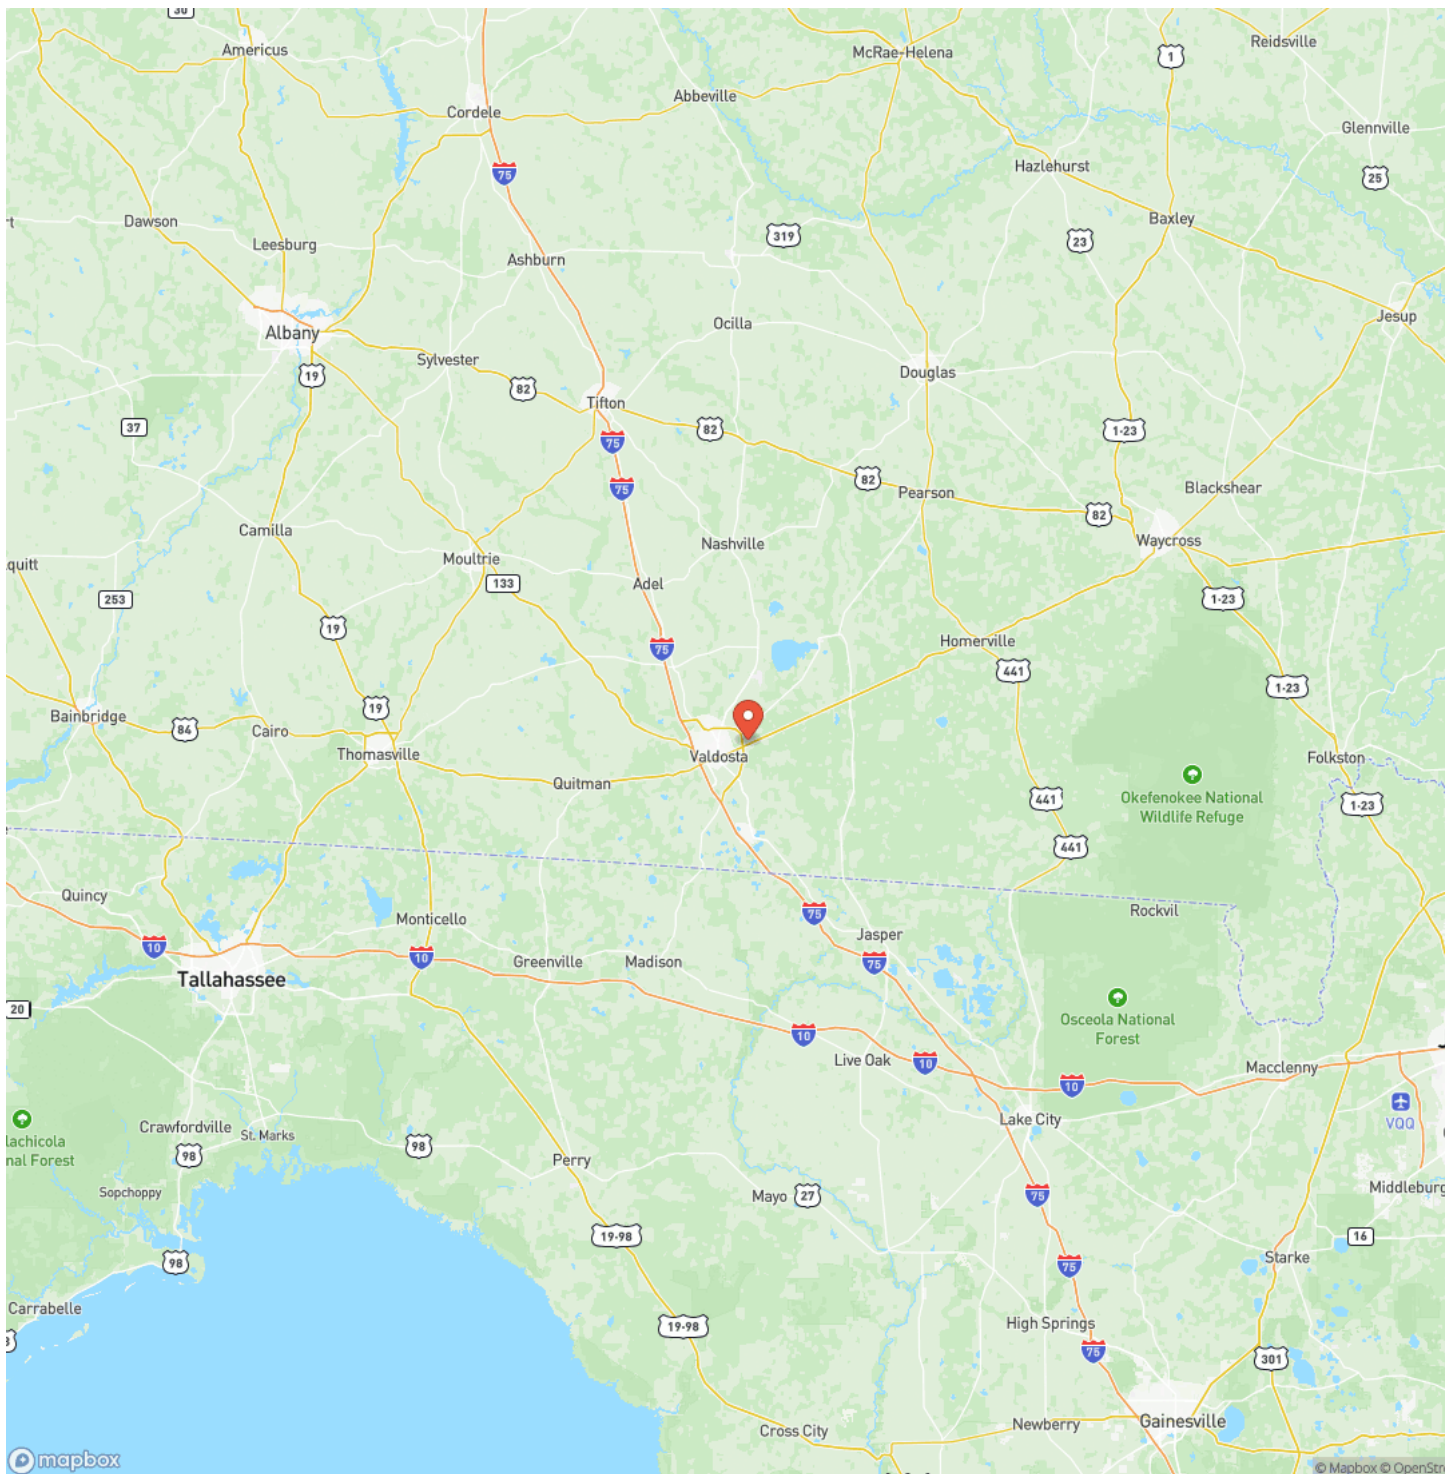 30
Americus
McRae-Helena
1
Reidsville
Cordele
Abbeville
Glennville
75
Hazlehurst
25
Dawson
Leesburg
319
23
Baxley
rt
Ashburn
Albany
Ocilla
Jesup
Sylvester
Douglas
19
82
Tifton
37
82
1-23
75
82
75
Pearson
Blackshear
82
Camilla
Nashville
Waycross
Moultrie
quitt
133
Adel
253
1-23
19
75
Homerville
441
1-23
Bainbridge
84
Cairo
19
Thomasville
Valdosta
Folkston
Quitman
441
Okefenokee National
Wildlife Refuge
1-23
441
Quincy
Monticello
75
Rockvil
10
10
Jasper
Greenville
Madison
75
Tallahassee
20
Osceola National
Forest
10
Live Oak
10
Macclenny
10
VQQ
lachicola
nal Forest
Crawfordville
St. Marks
98
98
Lake City
Perry
Sopchoppy
Mayo
27
75
Middleburg
19-98
16
98
75
Starke
Carrabelle
19-98
High Springs
75
301
Cross City
Newberry
Gainesville
mapbox
© Mapbox © OpenStr